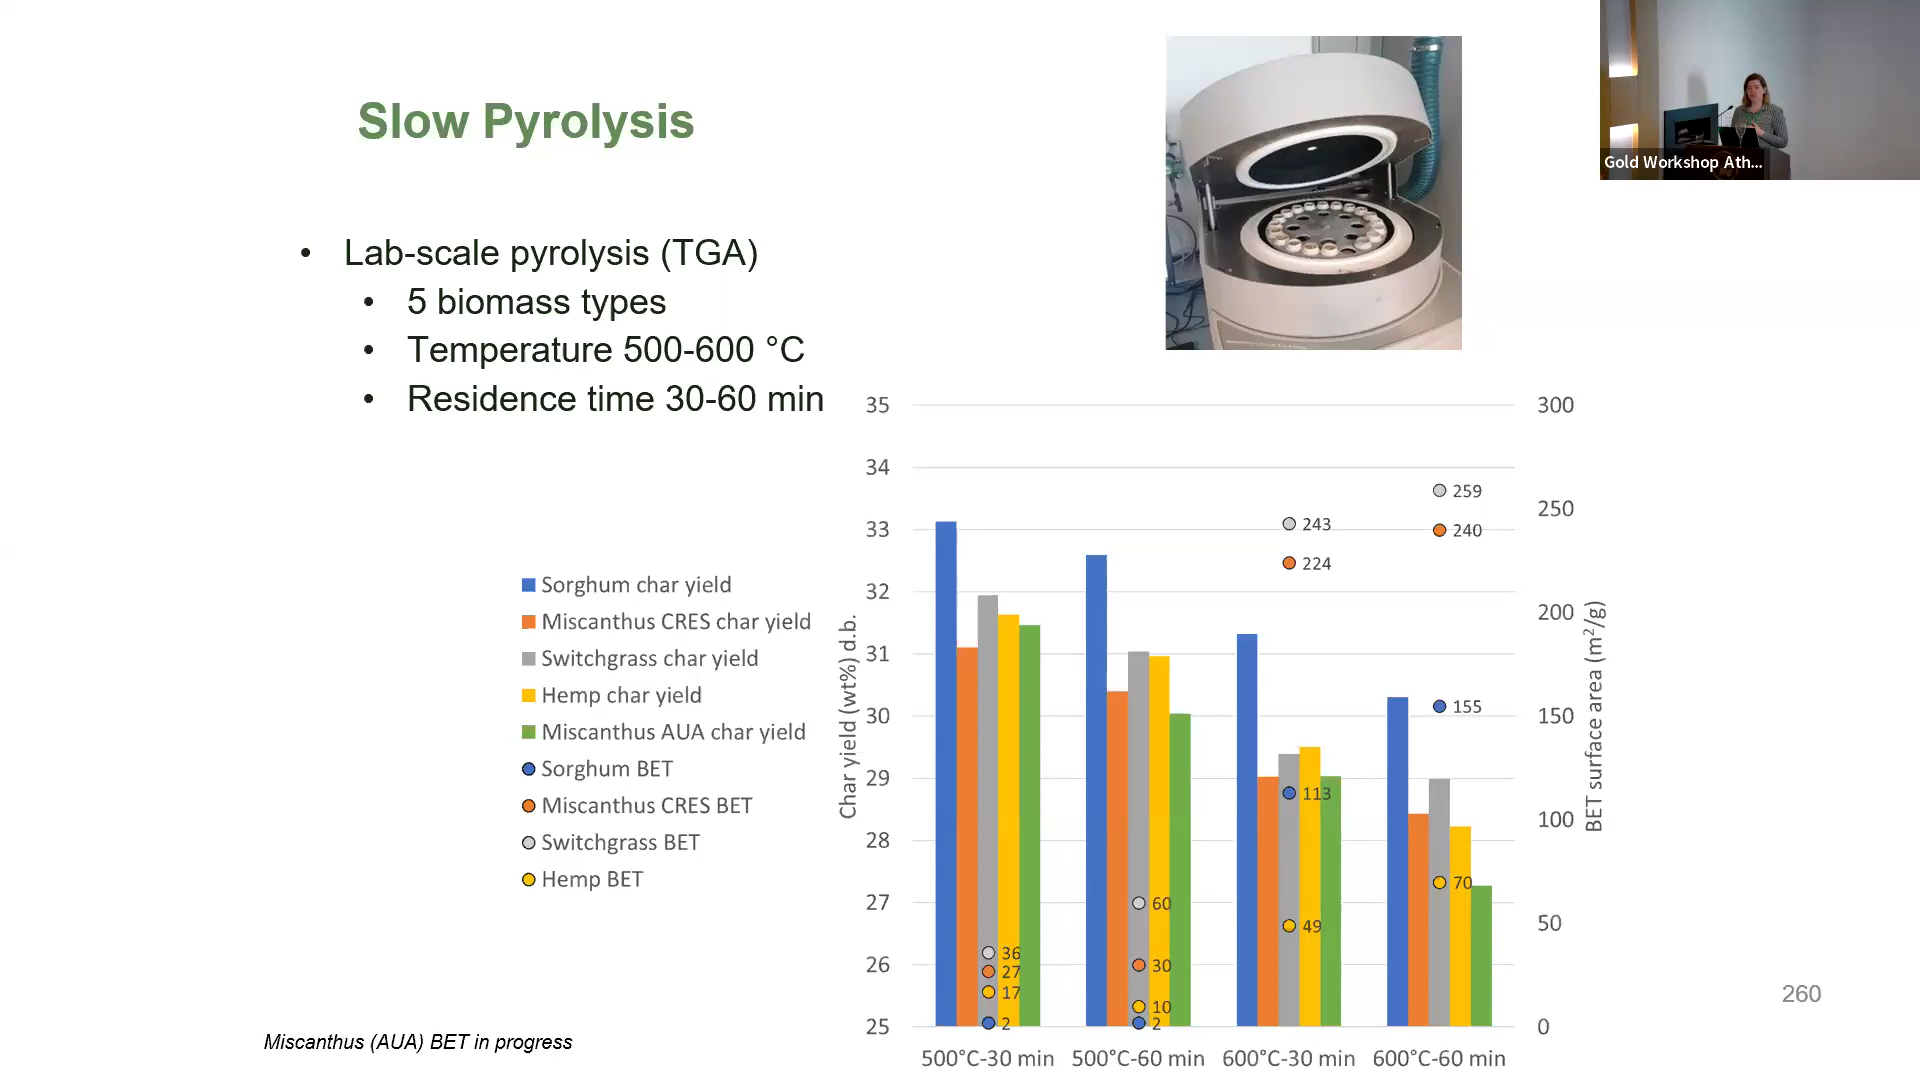 Slow Pyrolysis
Gold Workshop Ath...
• Lab-scale pyrolysis (TGA)
• 5 biomass types
• Temperature 500-600 °C
• Residence time 30-60 min
Sorghum char yield
Miscanthus CRES char yield
Switchgrass char yield
Hemp char yield
Miscanthus AUA char yield
Sorghum BET
Miscanthus CRES BET
Switchgrass BET
Hemp BET
Char yield (wt%) d.b.
35
34
33
32
31
30
29
28
27
26
25
36
27
17
2
60
30
10
2
243
224
113
49
259
240
155
70
300
250
200
150
100
50
0
BET surface area (m²/g)
500°C-30 min 500°C-60 min 600°C-30 min 600°C-60 min
Miscanthus (AUA) BET in progress
260